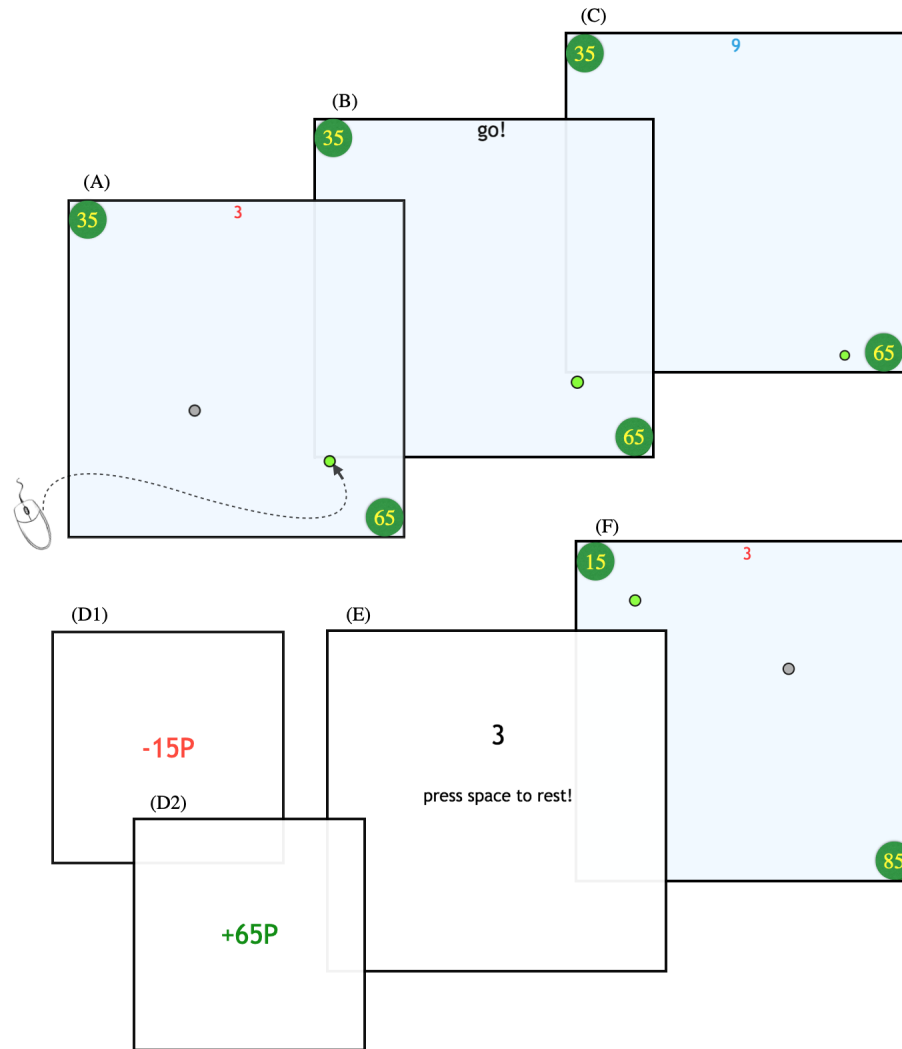 (A)
35
3
65
(B)
35
go!
65
(C)
35
9
65
(D1)
-15P
(D2)
+65P
(E)
3
press space to rest!
(F)
15
3
85